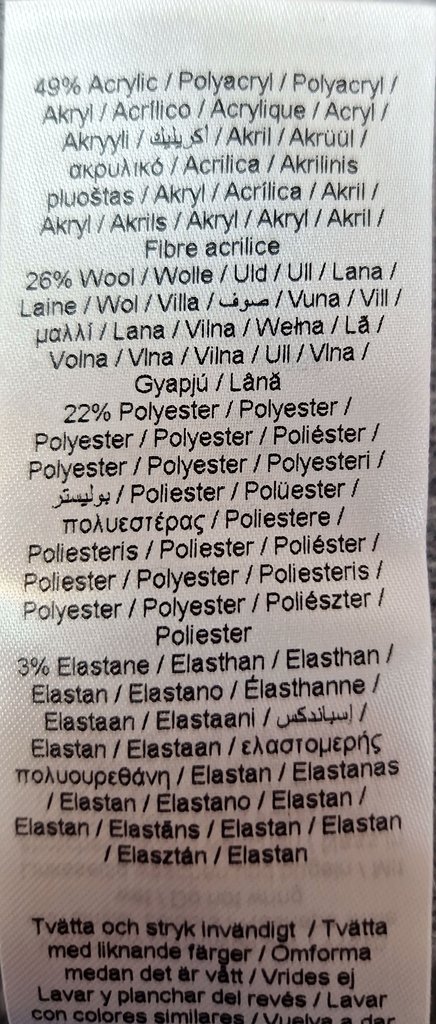 49% Acrylic / Polyacryl / Polyacryl /
Akryl / Acrílico / Acrylique / Acryl /
Akryyli / اكريليك / Akril / Akrüül /
ακρυλικό / Acrilica / Akrilinis
pluoštas / Akryl / Acrílica / Akril /
Akryl / Akrils / Akryl / Akryl / Akril /
Fibre acrilice
26% Wool / Wolle / Uld / Ull / Lana /
Laine / Wol / Villa / صوف / Vuna / Vill /
μαλλί / Lana / Vilna / Wełna / Lã /
Volna / Vlna / Vilna / Ull / Vlna /
Gyapjú / Lână
22% Polyester / Polyester /
Polyester / Polyester / Poliéster /
Polyester / Polyester / Polyesteri /
بوليستر / Poliester / Polüester /
πολυεστέρας / Poliestere /
Poliesteris / Poliester / Poliéster /
Poliester / Polyester / Poliesteris /
Polyester / Polyester / Poliészter /
Poliester
3% Elastane / Elasthan / Elasthan /
Elastan / Elastano / Élasthanne /
Elastaan / Elastaani / إسباندكس /
Elastan / Elastaan / ελαστομερής
πολυουρεθάνη / Elastan / Elastanas
/ Elastan / Elastano / Elastan /
Elastan / Elastāns / Elastan / Elastan
/ Elasztán / Elastan
Tvätta och stryk invändigt / Tvätta
med liknande färger / Omforma
medan det är vått / Vrides ej
Lavar y planchar del revés / Lavar
con colores similares / Vuelva a dar